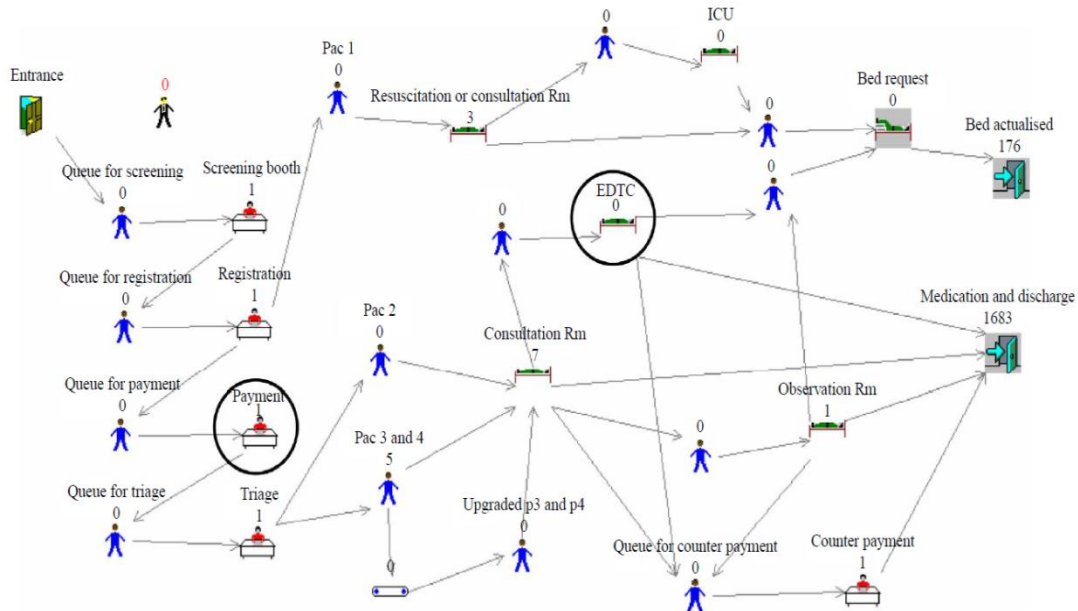 ICU
0
0
Pac 1
0
Entrance
0
Bed request
0
Resuscitation or consultation Rm
3
0
Bed actualised
176
Queue for screening
0
Screening booth
1
EDTC
0
0
0
Queue for registration
0
Registration
1
Medication and discharge
1683
Pac 2
0
Consultation Rm
7
Queue for payment
0
Payment
1
Observation Rm
1
0
Pac 3 and 4
5
Queue for triage
0
Triage
1
Upgraded p3 and p4
0
Queue for counter payment
0
Counter payment
1
0